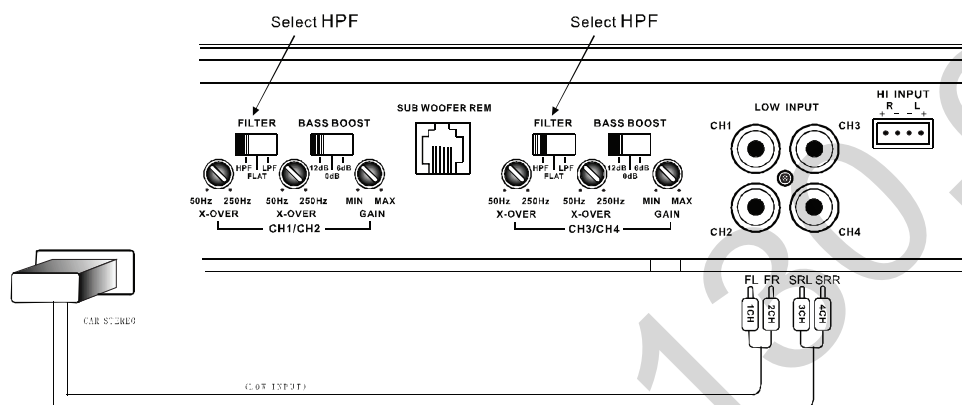 Select HPF
Select HPF
SUB WOOFER REM
FILTER
BASS BOOST
HPF
LPF
FLAT
12dB
6dB
0dB
50Hz 250Hz
X-OVER
50Hz 250Hz
X-OVER
MIN MAX
GAIN
CH1/CH2
FILTER
BASS BOOST
HPF
LPF
FLAT
12dB
6dB
0dB
50Hz 250Hz
X-OVER
50Hz 250Hz
X-OVER
MIN MAX
GAIN
CH3/CH4
LOW INPUT
CH1
CH3
CH2
CH4
HI INPUT
R L
+ − − +
FL FR SRL SRR
1CH
2CH
3CH
4CH
CAR STEREO
(LOW INPUT)